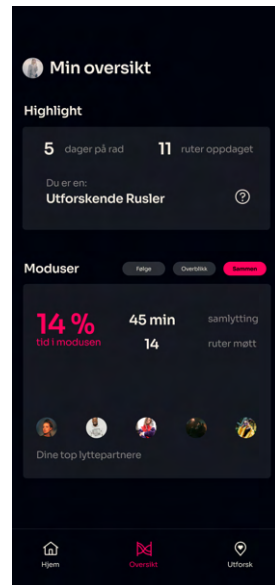 Min oversikt
Highlight
5 dager på rad 11 ruter oppdaget
Du er en:
Utforskende Rusler
Moduser Følge Overblikk Sammen
14 % 45 min samlytting
tid i modusen 14 ruter møtt
Dine top lyttepartnere
Hjem Oversikt Utforsk